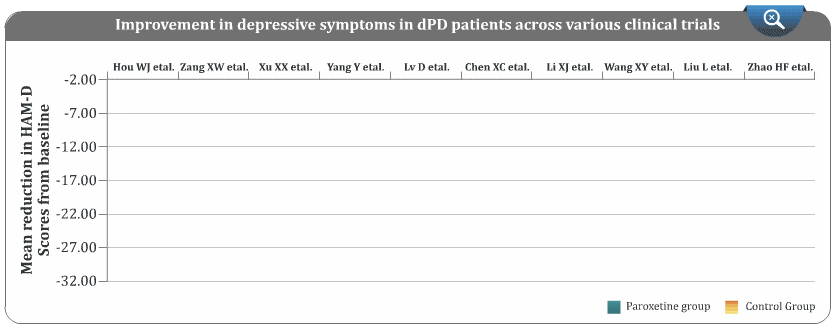 Improvement in depressive symptoms in dPD patients across various clinical trials
Hou WJ etal. Zang XW etal. Xu XX etal. Yang Y etal. Lv D etal. Chen XC etal. Li XJ etal. Wang XY etal. Liu L etal. Zhao HF etal.
Mean reduction in HAM-D
Scores from baseline
-2.00
-7.00
-12.00
-17.00
-22.00
-27.00
-32.00
Paroxetine group Control Group